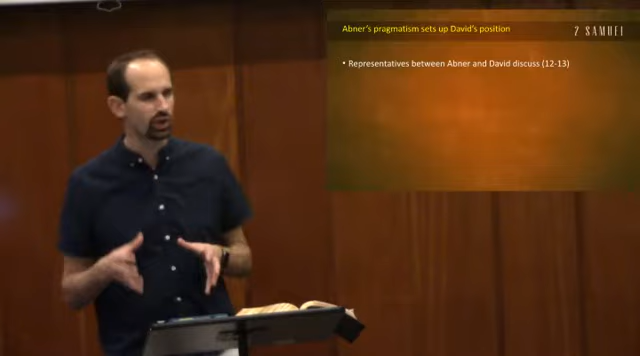 Abner's pragmatism sets up David's position
2 SAMUEL
• Representatives between Abner and David discuss (12-13)